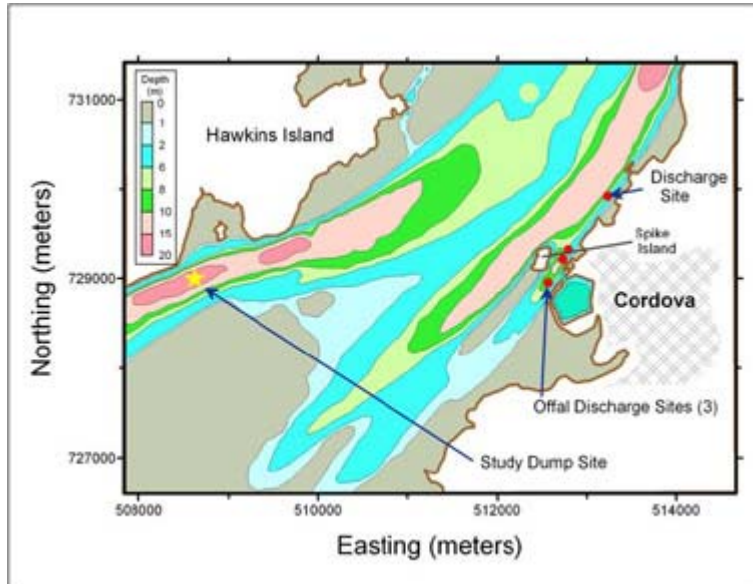 Depth
(m)
0
1
2
6
8
10
15
20
731000
729000
727000
Northing (meters)
Hawkins Island
Discharge
Site
Spike
Island
Cordova
Offal Discharge Sites (3)
Study Dump Site
508000
510000
512000
514000
Easting (meters)